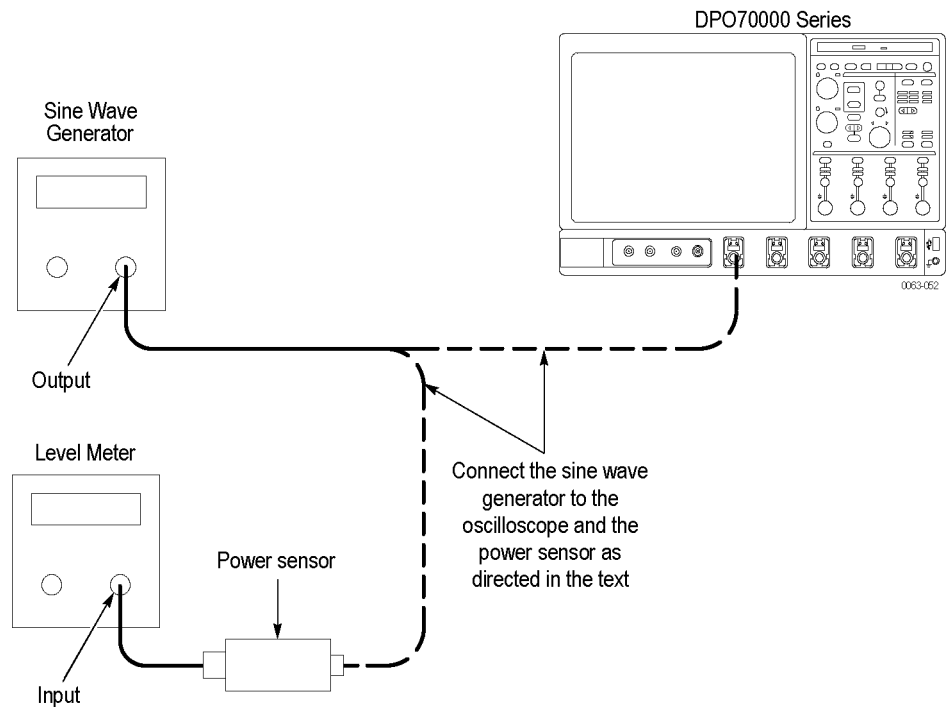 DPO70000 Series
Sine Wave
Generator
0063-052
Output
Level Meter
Connect the sine wave
generator to the
oscilloscope and the
power sensor as
directed in the text
Power sensor
Input